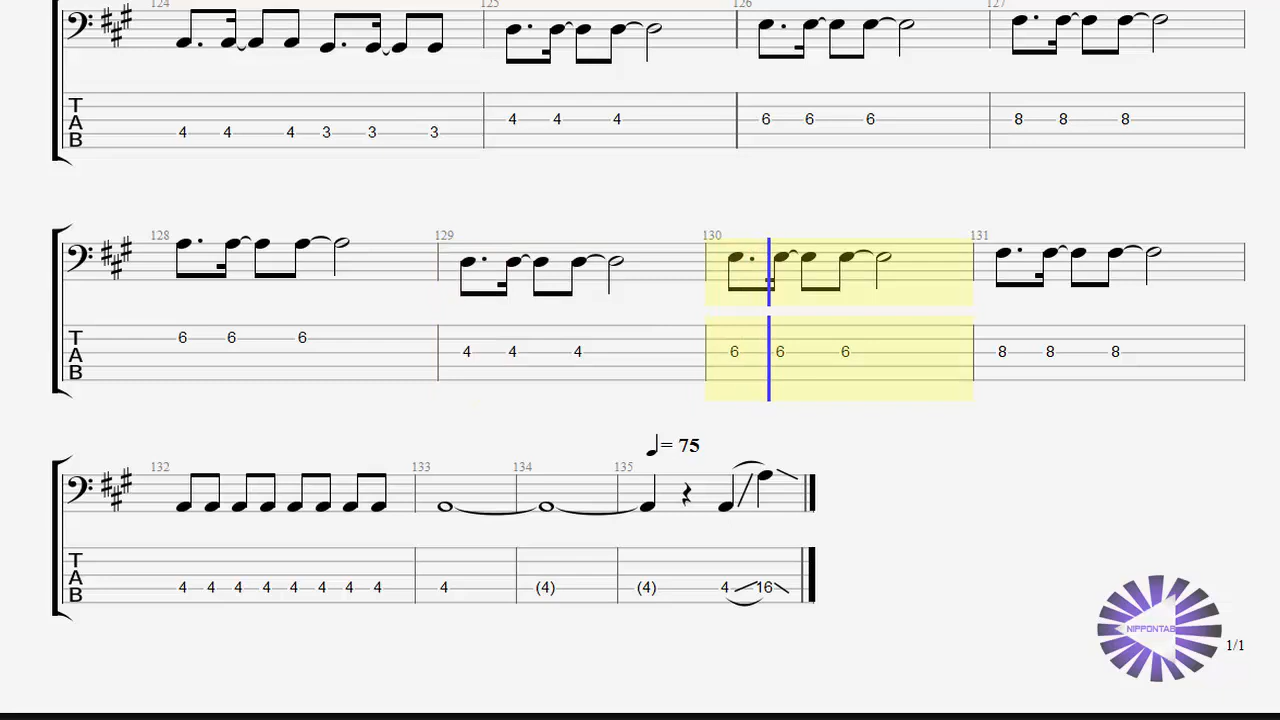 124 125 126 127
T 4 4 4 6 6 6 8 8 8
A
B 4 4 4 3 3 3
128 129 130 131
T 6 6 6
A 4 4 4 6 6 6 8 8 8
B
= 75
132 133 134 135
T
A
B 4 4 4 4 4 4 4 4 4 (4) (4) 4 16
NIPPONTAB
1/1